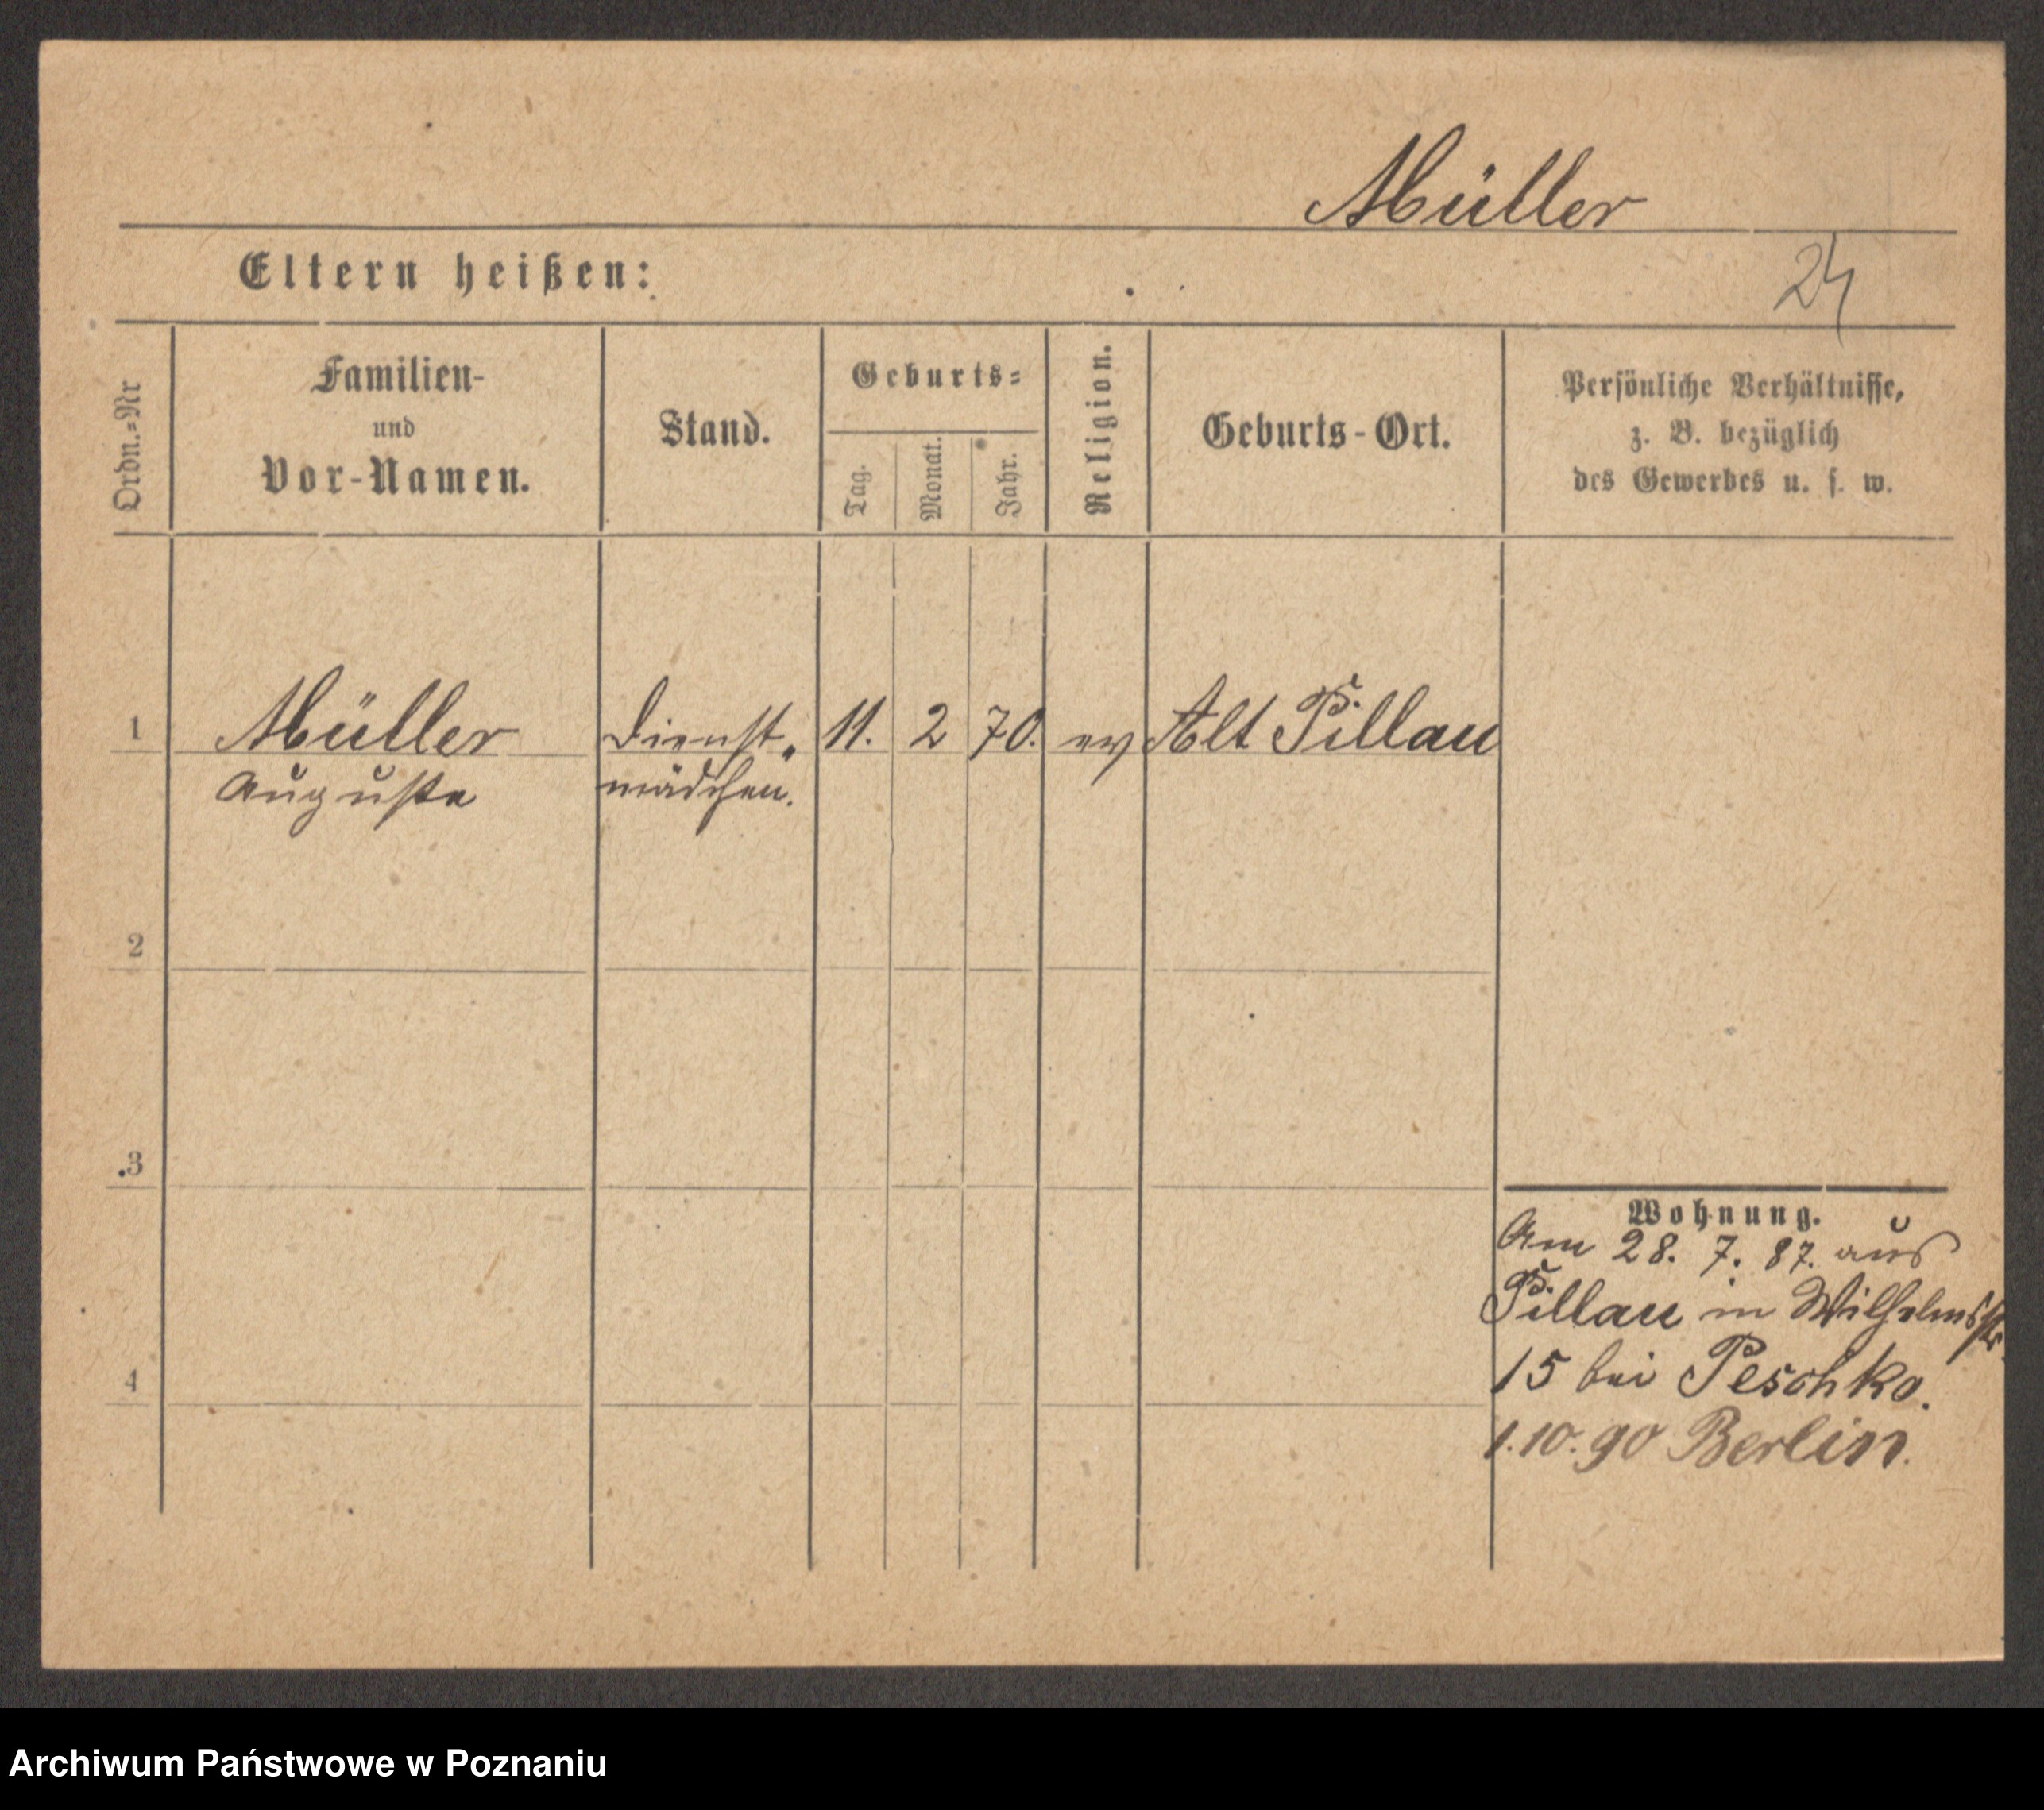 Müller
Eltern heißen:
24
Ordn.-Nr
Familien-
und
Vor-Namen.
Stand.
Geburts-
Tag.
Monat.
Jahr.
Religion.
Geburts-Ort.
Persönliche Verhältnisse,
z. B. bezüglich
des Gewerbes u. s. w.
1
Müller
Auguste
Dienst„
mädchen.
11.
2
70.
ev
Alt Pillau
2
3
4
Wohnung.
Am 28. 7. 87. aus
Pillau in Wilhelmsstr.
15 bei Peschko.
1.10.90 Berlin.
Archiwum Państwowe w Poznaniu